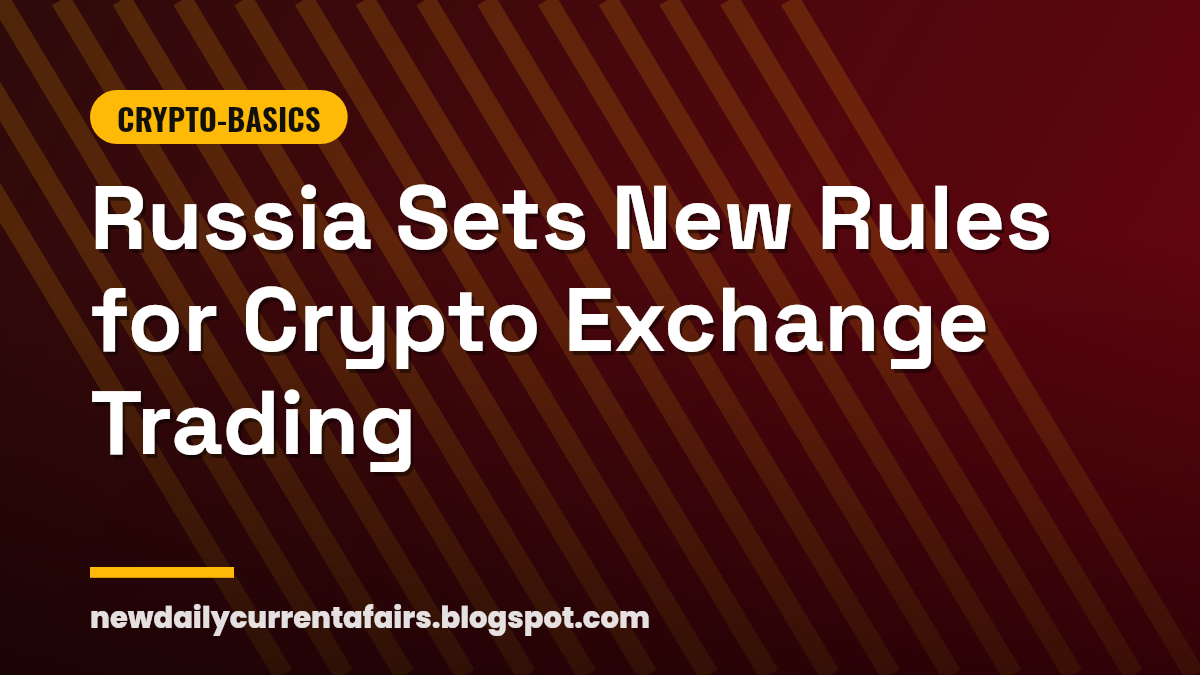 CRYPTO-BASICS
Russia Sets New Rules
for Crypto Exchange
Trading
newdailycurrentafairs.blogspot.com